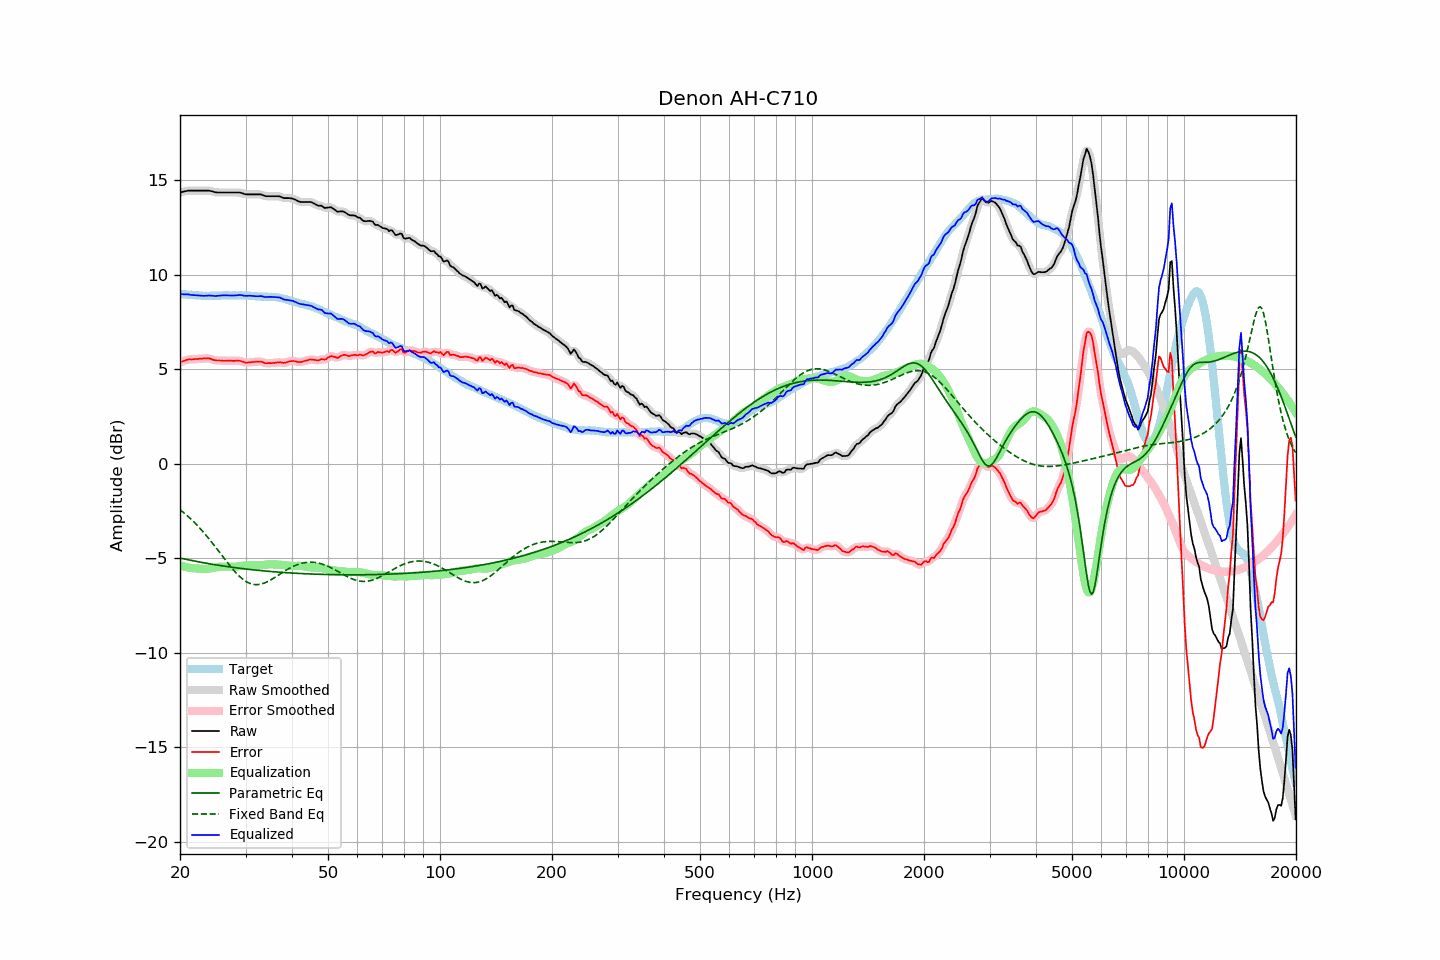 Denon AH-C710
Amplitude (dBr)
15
10
5
0
−5
−10
−15
−20
Target
Raw Smoothed
Error Smoothed
Raw
Error
Equalization
Parametric Eq
Fixed Band Eq
Equalized
20 50 100 200 500 1000 2000 5000 10000 20000
Frequency (Hz)